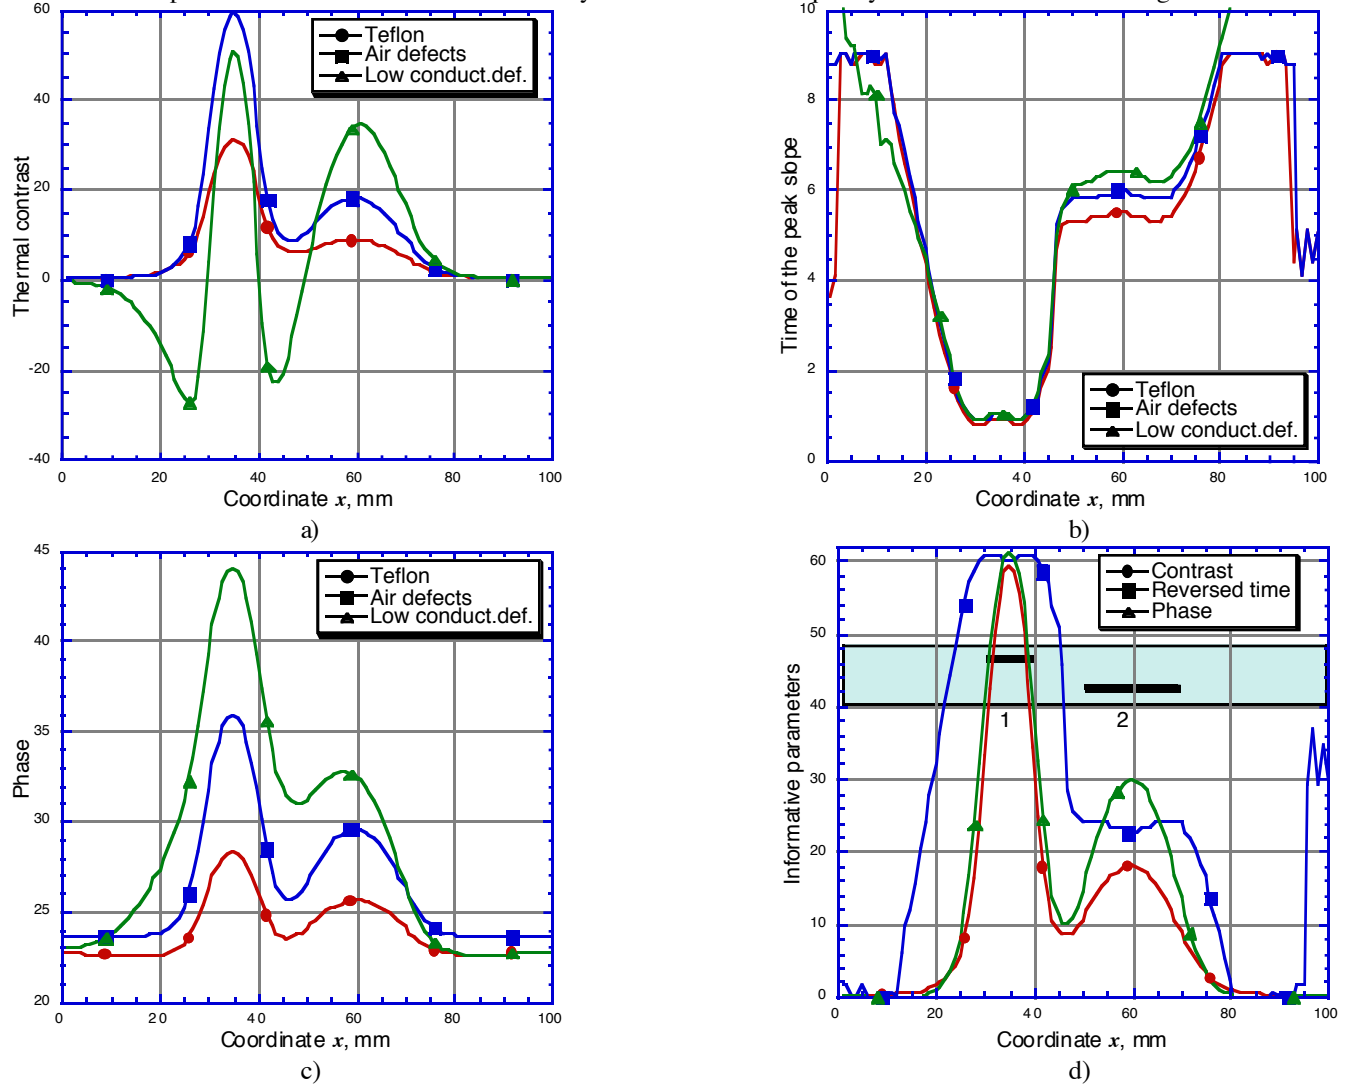 60
40
20
0
-20
-40
Thermal contrast
Teflon
Air defects
Low conduct.def.
0 20 40 60 80 100
Coordinate x, mm
a)
10
8
6
4
2
0
Time of the peak slope
Teflon
Air defects
Low conduct.def.
0 20 40 60 80 100
Coordinate x, mm
b)
45
40
35
30
25
20
Phase
Teflon
Air defects
Low conduct.def.
0 20 40 60 80 100
Coordinate x, mm
c)
60
50
40
30
20
10
0
Informative parameters
Contrast
Reversed time
Phase
1 2
0 20 40 60 80 100
Coordinate x, mm
d)